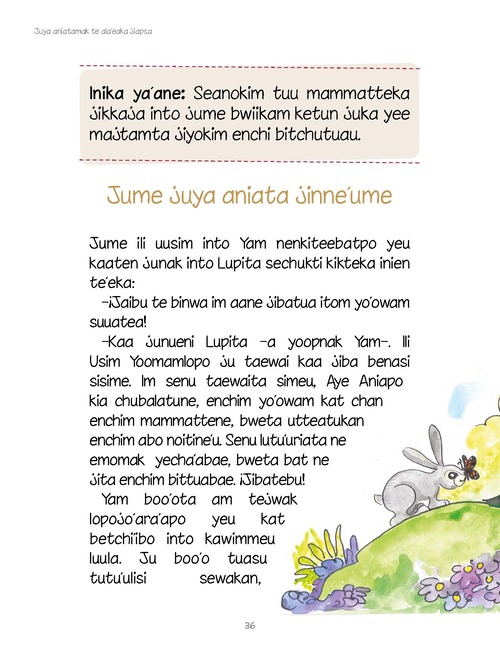 Juya aniatamak te ala'eaka jiapsa
Inika ya'ane: Seanokim tuu mammatteka
jikkaja into jume bwiikam ketun juka yee
majtamta jiyokim enchi bitchutuau.
Jume juya aniata jinne'ume
Jume ili uusim into Yam nenkiteebatpo yeu
kaaten junak into Lupita sechukti kikteka inien
te'eka:
–¡Jaibu te binwa im aane jibatua itom yo'owam
suuatea!
–Kaa junueni Lupita –a yoopnak Yam–. Ili
Usim Yoomamlopo ju taewai kaa jiba benasi
sisime. Im senu taewaita simeu, Aye Aniapo
kia chubalatune, enchim yo'owam kat chan
enchim mammattene, bweta utteatukan
enchim abo noitine'u. Senu lutu'uriata ne
emomak yecha'abae, bweta bat ne
jita enchim bittuabae. ¡Jibatebu!
Yam boo'ota am tejwak
lopojo'ara'apo yeu kat
betchi'ibo into kawimmeu
luula. Ju boo'o tuasu
tutu'ulisi sewakan,
36